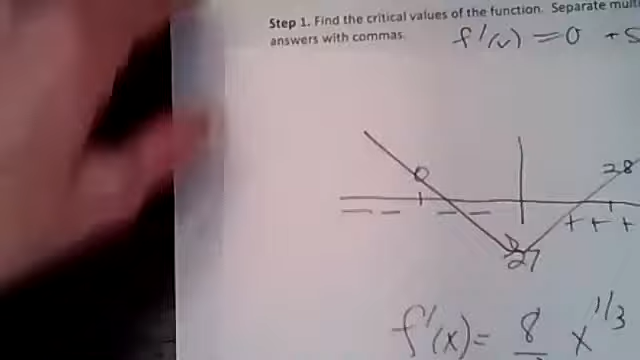 Step 1. Find the critical values of the function. Separate
answers with commas.
f'(x) = 0
0
28
27
f'(x) = 8 x^1/3